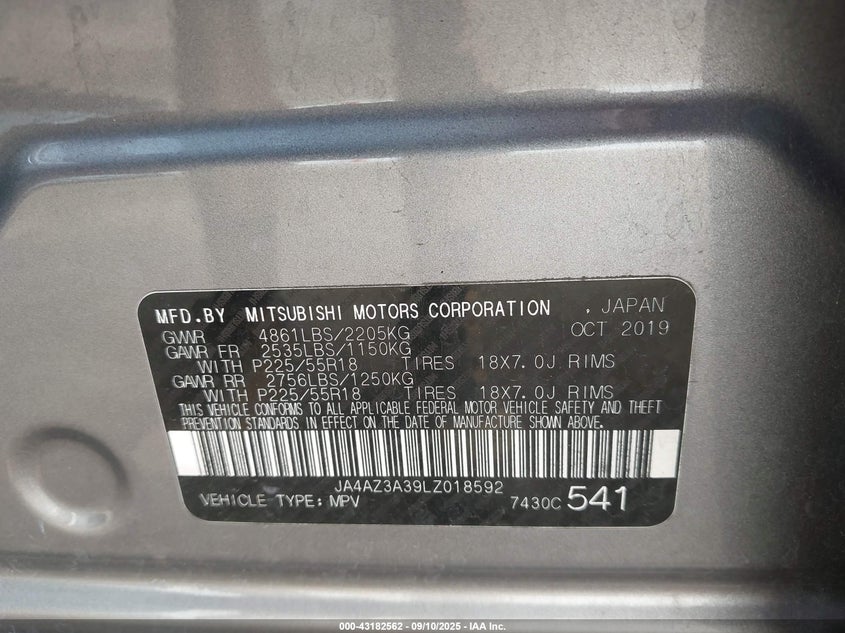 MFD.BY MITSUBISHI MOTORS CORPORATION , JAPAN
GVWR 4861LBS/2205KG OCT 2019
GAWR FR 2535LBS/1150KG
WITH P225/55R18 TIRES 18X7.0J RIMS
GAWR RR 2756LBS/1250KG
WITH P225/55R18 TIRES 18X7.0J RIMS
THIS VEHICLE CONFORMS TO ALL APPLICABLE FEDERAL MOTOR VEHICLE SAFETY AND THEFT
PREVENTION STANDARDS IN EFFECT ON THE DATE OF MANUFACTURE SHOWN ABOVE.
JA4AZ3A39LZ018592
VEHICLE TYPE: MPV 7430C 541
000-43182562 - 09/10/2025 - IAA Inc.